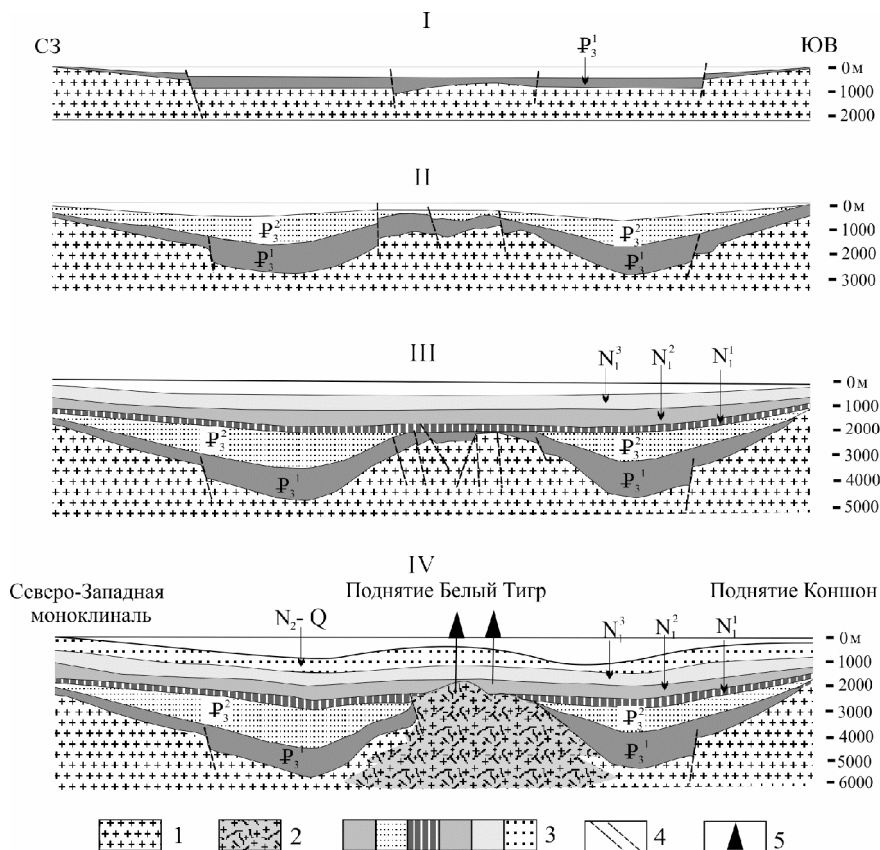 I
СЗ
ЮВ
₽₃¹
0м
1000
2000
II
0м
1000
2000
3000
₽₃²
₽₃²
₽₃¹
₽₃¹
III
N₁³
N₁²
N₁¹
0м
1000
2000
3000
4000
5000
₽₃²
₽₃²
₽₃¹
₽₃¹
IV
Северо-Западная
моноклиналь
Поднятие Белый Тигр
Поднятие Коншон
N₂- Q
N₁³
N₁²
N₁¹
0м
1000
2000
3000
4000
5000
6000
₽₃²
₽₃²
₽₃¹
₽₃¹
1
2
3
4
5